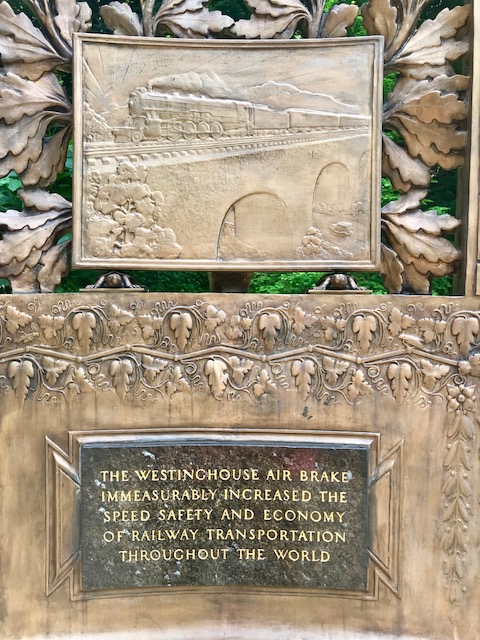 THE WESTINGHOUSE AIR BRAKE
IMMEASURABLY INCREASED THE
SPEED SAFETY AND ECONOMY
OF RAILWAY TRANSPORTATION
THROUGHOUT THE WORLD